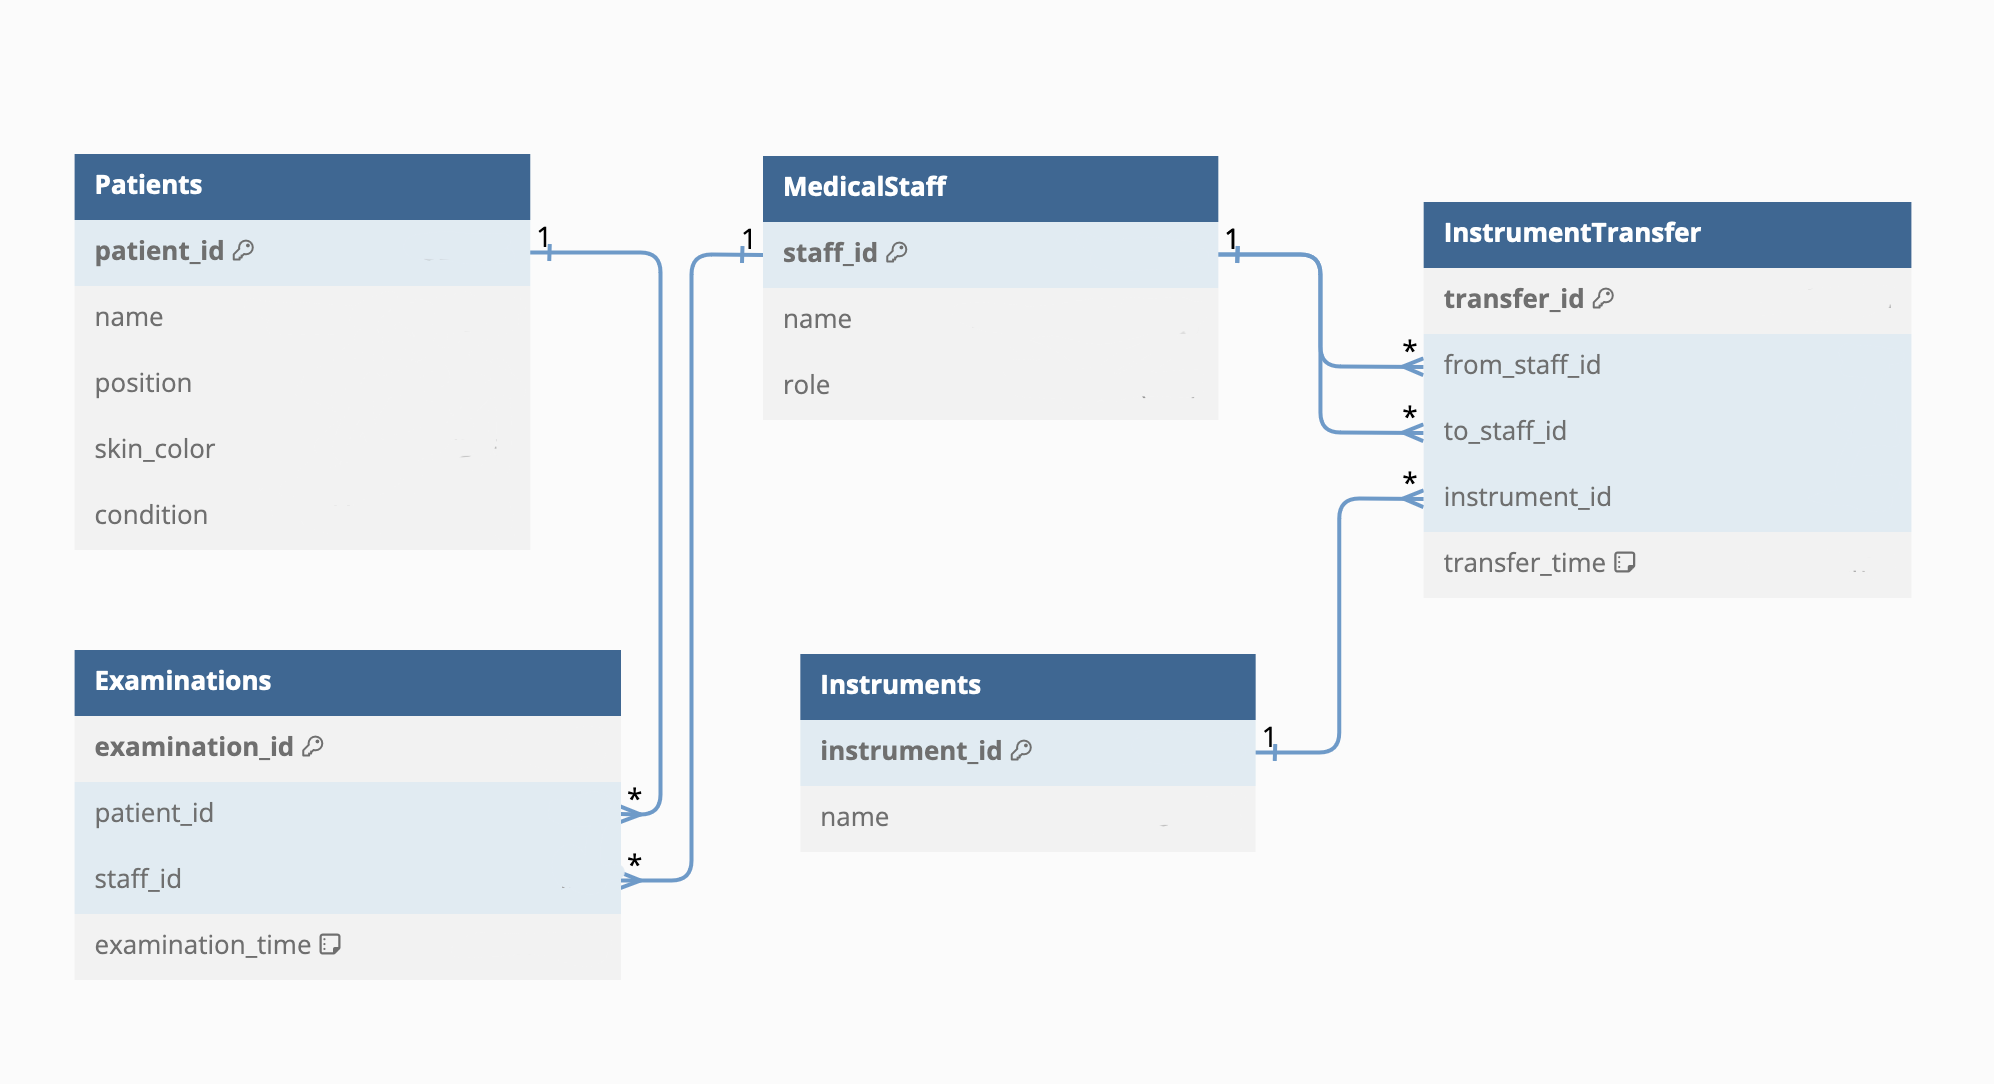 Patients
patient_id
name
position
skin_color
condition
1
1
MedicalStaff
staff_id
name
role
1
InstrumentTransfer
transfer_id
* from_staff_id
* to_staff_id
* instrument_id
transfer_time
Examinations
examination_id
patient_id *
staff_id *
examination_time
Instruments
instrument_id 1
name